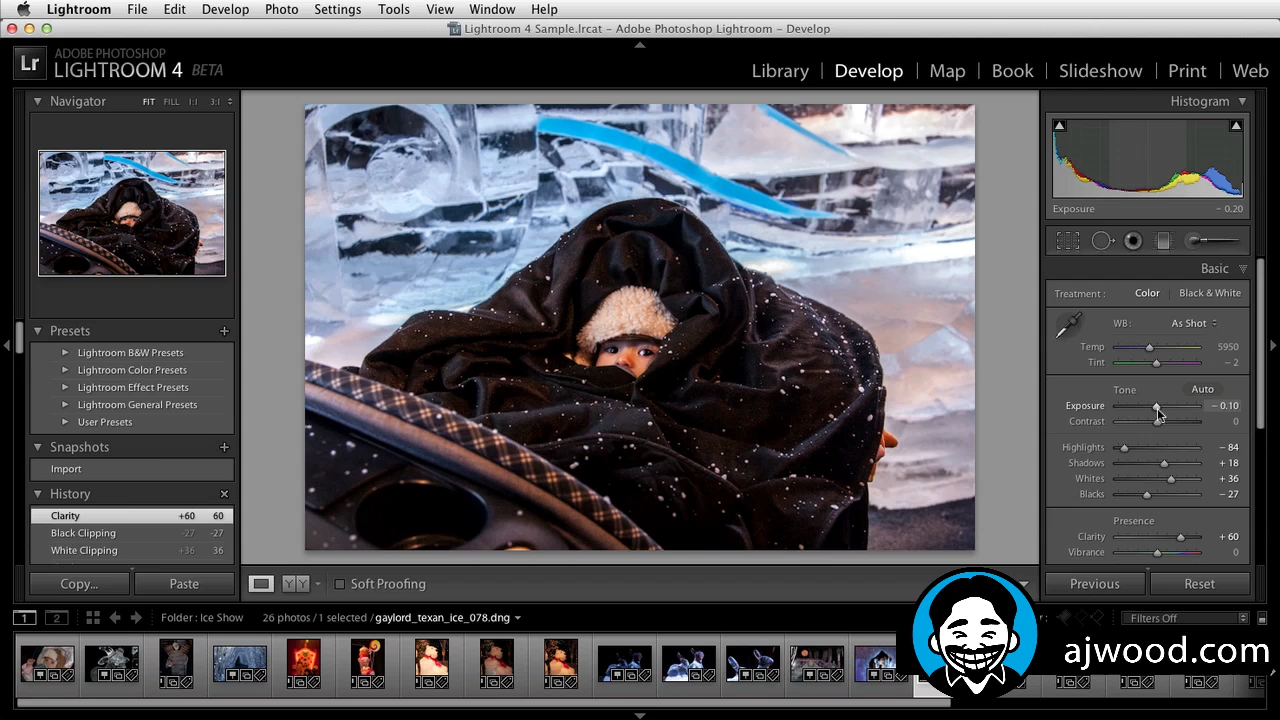 Lightroom File Edit Develop Photo Settings Tools View Window Help
Lightroom 4 Sample.lrcat – Adobe Photoshop Lightroom – Develop
Lr ADOBE PHOTOSHOP
LIGHTROOM 4 BETA
Library | Develop | Map | Book | Slideshow | Print | Web
Navigator FIT FILL 1:1 3:1
Presets +
Lightroom B&W Presets
Lightroom Color Presets
Lightroom Effect Presets
Lightroom General Presets
User Presets
Snapshots +
Import
History ×
Clarity +60 60
Black Clipping -27 -27
White Clipping +36 36
Copy... Paste
Soft Proofing
Histogram
Exposure – 0.20
Basic
Treatment : Color | Black & White
WB: As Shot
Temp 5950
Tint – 2
Tone Auto
Exposure – 0.10
Contrast 0
Highlights – 84
Shadows + 18
Whites + 36
Blacks – 27
Presence
Clarity + 60
Vibrance 0
Previous Reset
1 2 Folder: Ice Show 26 photos / 1 selected / gaylord_texan_ice_078.dng
Filters Off
ajwood.com